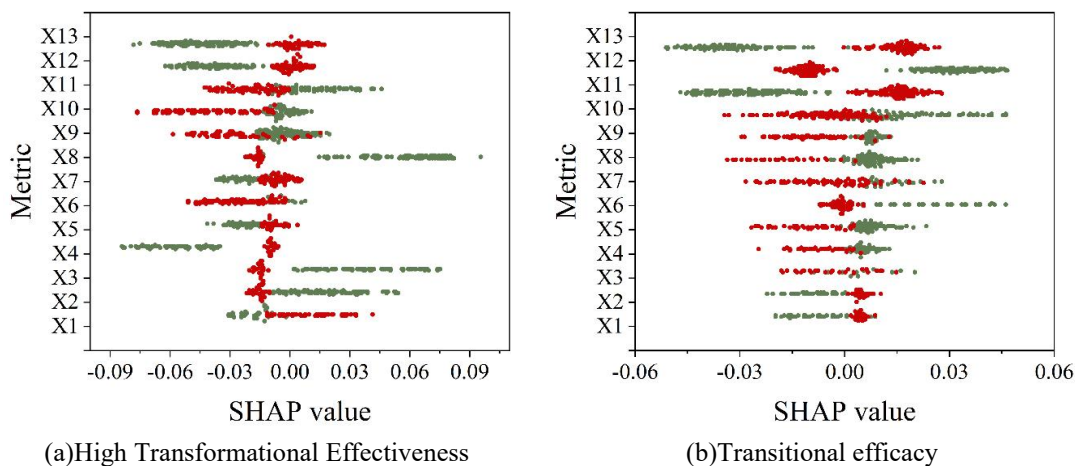 X13
X12
X11
X10
X9
X8
X7
X6
X5
X4
X3
X2
X1
Metric
-0.09 -0.06 -0.03 0.00 0.03 0.06 0.09
SHAP value
(a)High Transformational Effectiveness
X13
X12
X11
X10
X9
X8
X7
X6
X5
X4
X3
X2
X1
Metric
-0.06 -0.03 0.00 0.03 0.06
SHAP value
(b)Transitional efficacy